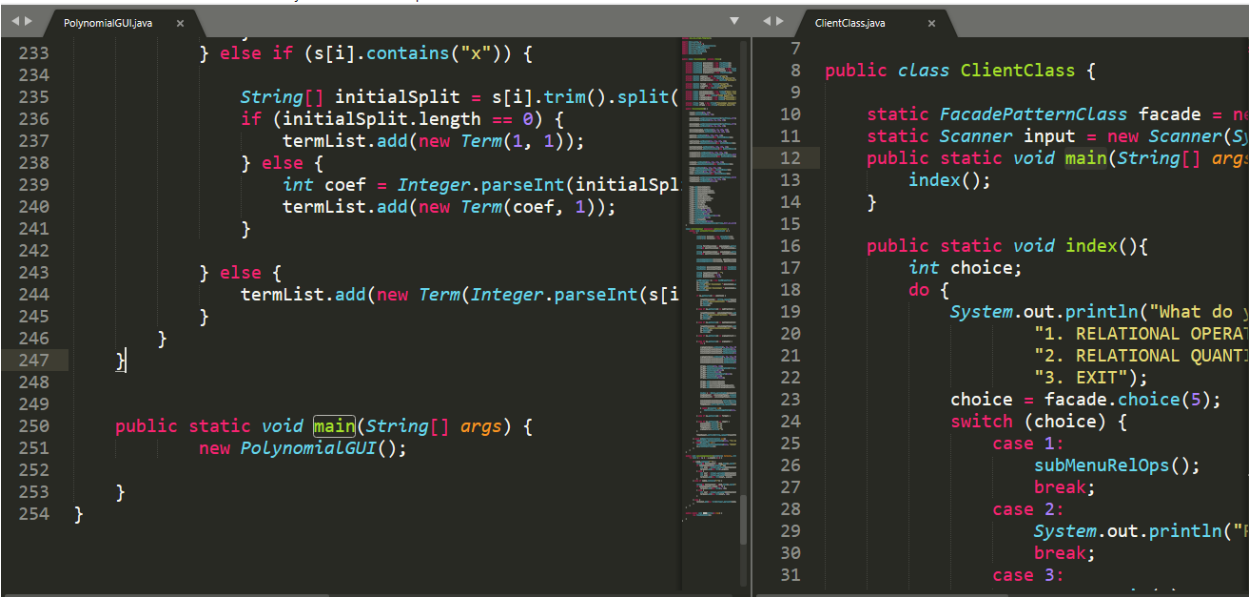 PolynomialGUI.java ×
233 } else if (s[i].contains("x")) {
234
235 String[] initialSplit = s[i].trim().split(
236 if (initialSplit.length == 0) {
237 termList.add(new Term(1, 1));
238 } else {
239 int coef = Integer.parseInt(initialSpl
240 termList.add(new Term(coef, 1));
241 }
242
243 } else {
244 termList.add(new Term(Integer.parseInt(s[i
245 }
246 }
247 }
248
249
250 public static void main(String[] args) {
251 new PolynomialGUI();
252
253 }
254 }
ClientClass.java ×
7
8 public class ClientClass {
9
10 static FacadePatternClass facade = ne
11 static Scanner input = new Scanner(Sy
12 public static void main(String[] args
13 index();
14 }
15
16 public static void index(){
17 int choice;
18 do {
19 System.out.println("What do y
20 "1. RELATIONAL OPERAT
21 "2. RELATIONAL QUANTI
22 "3. EXIT");
23 choice = facade.choice(5);
24 switch (choice) {
25 case 1:
26 subMenuRelOps();
27 break;
28 case 2:
29 System.out.println("
30 break;
31 case 3: